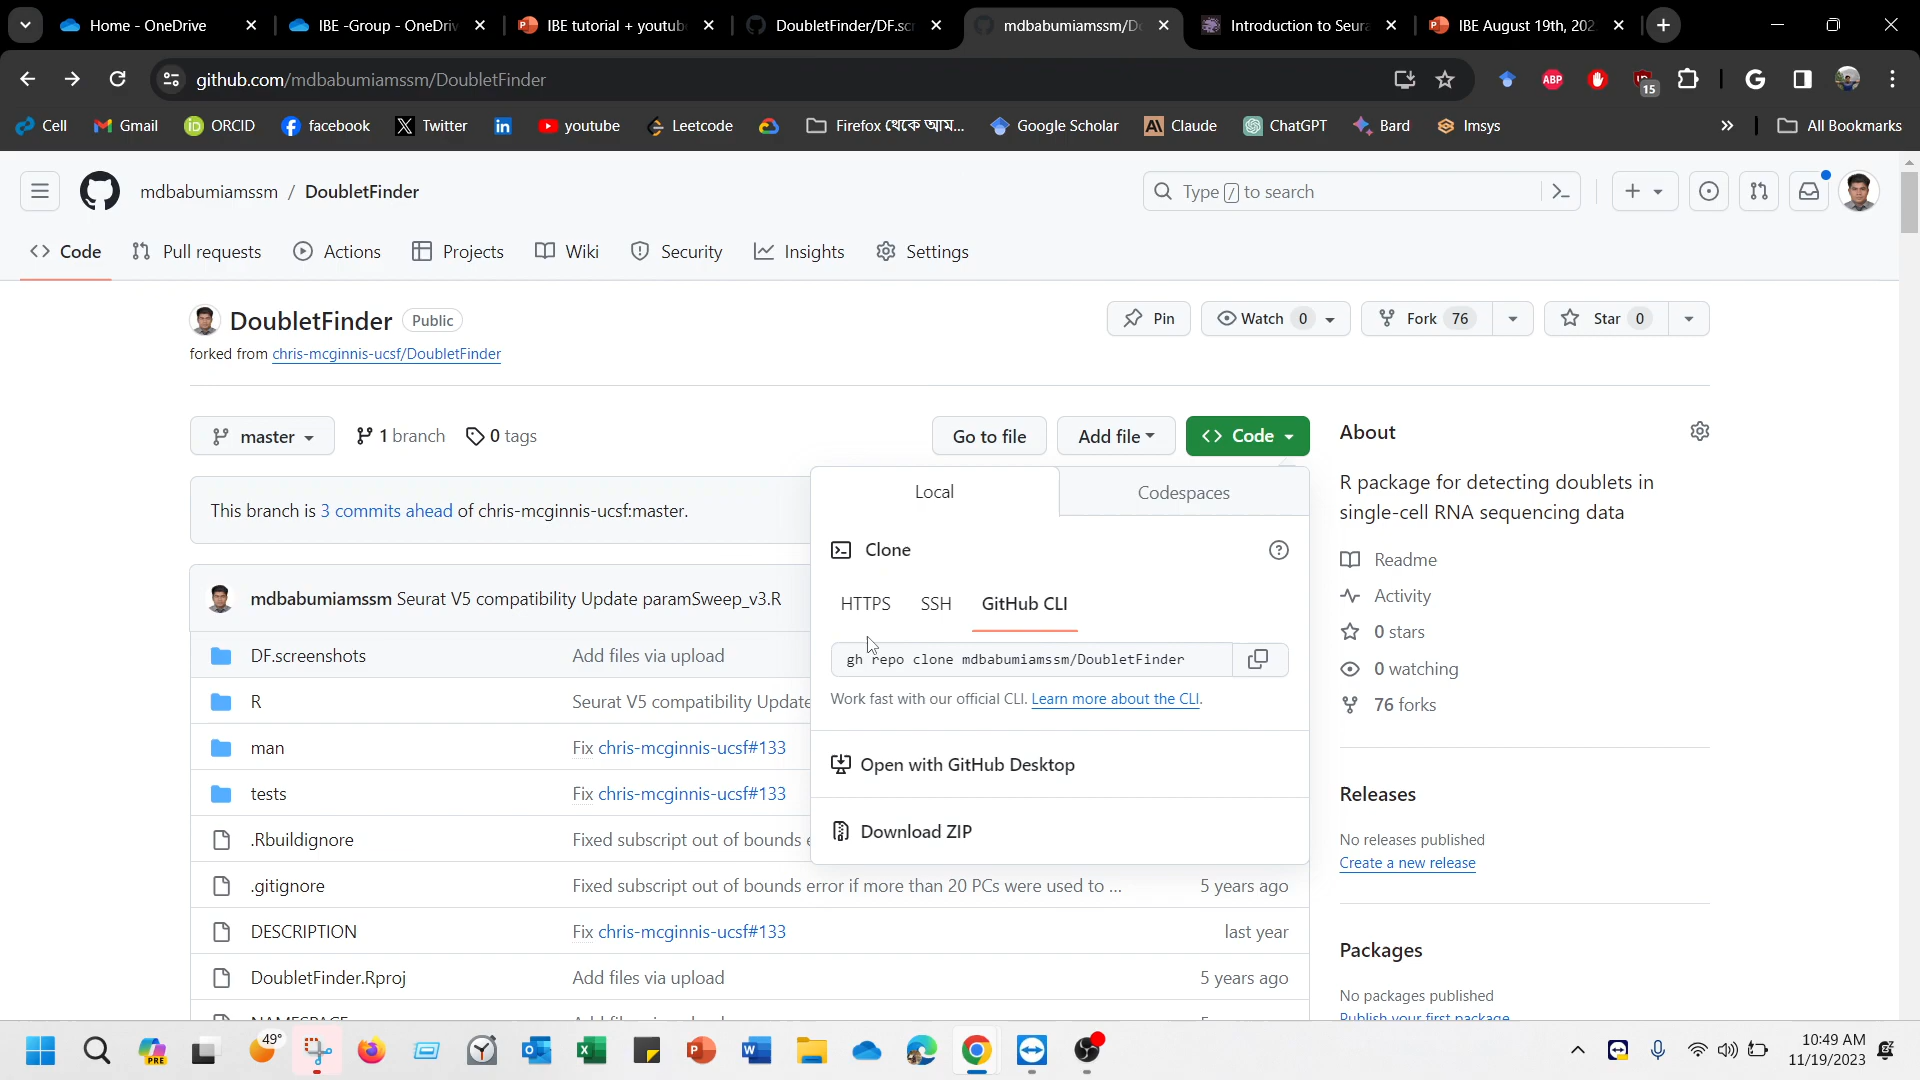 Home - OneDrive
IBE -Group - OneDriv
IBE tutorial + youtub
DoubletFinder/DF.scr
mdbabumiamssm/Do
Introduction to Seura
IBE August 19th, 202
github.com/mdbabumiamssm/DoubletFinder
ABP
15
G
Cell
Gmail
ORCID
facebook
Twitter
youtube
Leetcode
Firefox থেকে আম...
Google Scholar
Claude
ChatGPT
Bard
Imsys
All Bookmarks
mdbabumiamssm / DoubletFinder
Type / to search
Code
Pull requests
Actions
Projects
Wiki
Security
Insights
Settings
DoubletFinder Public
Pin
Watch 0
Fork 76
Star 0
forked from chris-mcginnis-ucsf/DoubletFinder
master
1 branch
0 tags
Go to file
Add file
Code
This branch is 3 commits ahead of chris-mcginnis-ucsf:master.
Local
Codespaces
Clone
HTTPS
SSH
GitHub CLI
gh repo clone mdbabumiamssm/DoubletFinder
Work fast with our official CLI. Learn more about the CLI.
Open with GitHub Desktop
Download ZIP
mdbabumiamssm Seurat V5 compatibility Update paramSweep_v3.R
DF.screenshots Add files via upload
R Seurat V5 compatibility Update
man Fix chris-mcginnis-ucsf#133
tests Fix chris-mcginnis-ucsf#133
.Rbuildignore Fixed subscript out of bounds e
.gitignore Fixed subscript out of bounds error if more than 20 PCs were used to ... 5 years ago
DESCRIPTION Fix chris-mcginnis-ucsf#133 last year
DoubletFinder.Rproj Add files via upload 5 years ago
About
R package for detecting doublets in
single-cell RNA sequencing data
Readme
Activity
0 stars
0 watching
76 forks
Releases
No releases published
Create a new release
Packages
No packages published
Publish your first package
PRE
49°
10:49 AM
11/19/2023